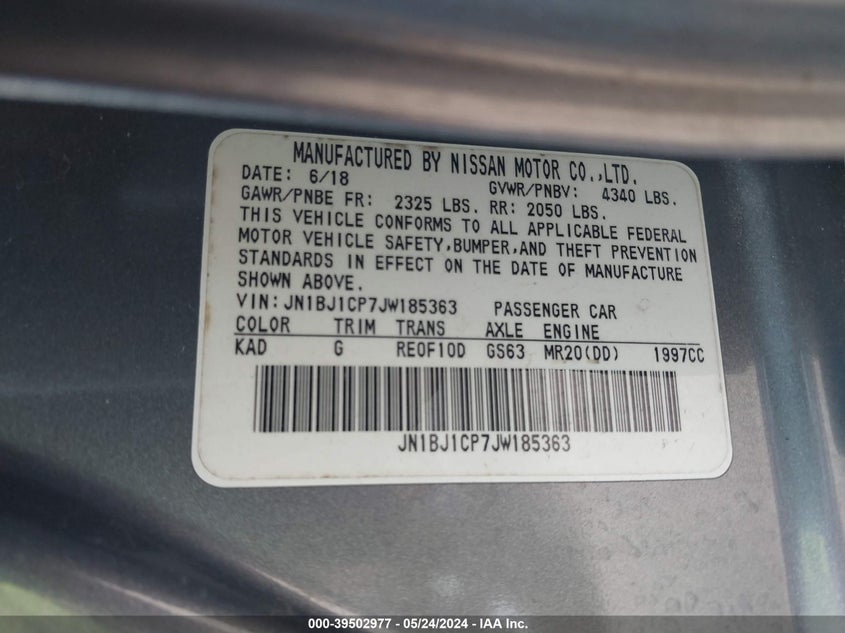 MANUFACTURED BY NISSAN MOTOR CO.,LTD.
DATE: 6/18 GVWR/PNBV: 4340 LBS.
GAWR/PNBE FR: 2325 LBS. RR: 2050 LBS.
THIS VEHICLE CONFORMS TO ALL APPLICABLE FEDERAL
MOTOR VEHICLE SAFETY,BUMPER,AND THEFT PREVENTION
STANDARDS IN EFFECT ON THE DATE OF MANUFACTURE
SHOWN ABOVE.
VIN:JN1BJ1CP7JW185363 PASSENGER CAR
COLOR TRIM TRANS AXLE ENGINE
KAD G RE0F10D GS63 MR20(DD) 1997CC
JN1BJ1CP7JW185363
000-39502977 - 05/24/2024 - IAA Inc.